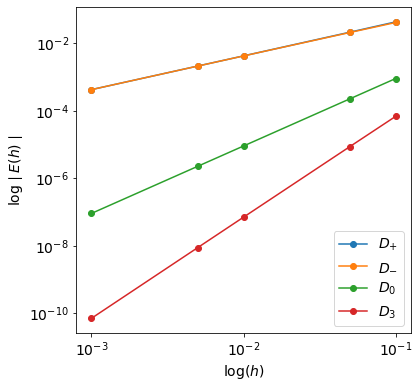 log | E(h) |
10⁻²
10⁻⁴
10⁻⁶
10⁻⁸
10⁻¹⁰
D₊
D₋
D₀
D₃
10⁻³ 10⁻² 10⁻¹
log(h)